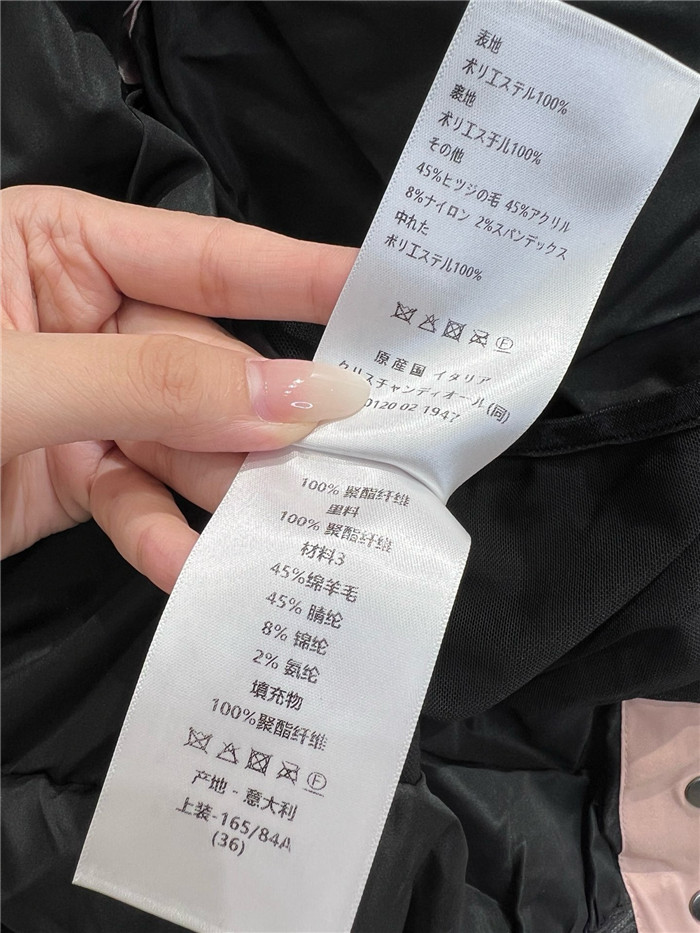 表地
ポリエステル100%
裏地
ポリエステル100%
その他
45%ヒツジの毛 45%アクリル
8%ナイロン 2%スパンデックス
中れた
ポリエステル100%
F
原産国 イタリア
クリスチャンディオール(同)
0120 02 1947
100% 聚酯纤维
里料
100% 聚酯纤维
材料3
45%绵羊毛
45% 腈纶
8% 锦纶
2% 氨纶
填充物
100%聚酯纤维
F
产地 - 意大利
上装-165/84A
(36)